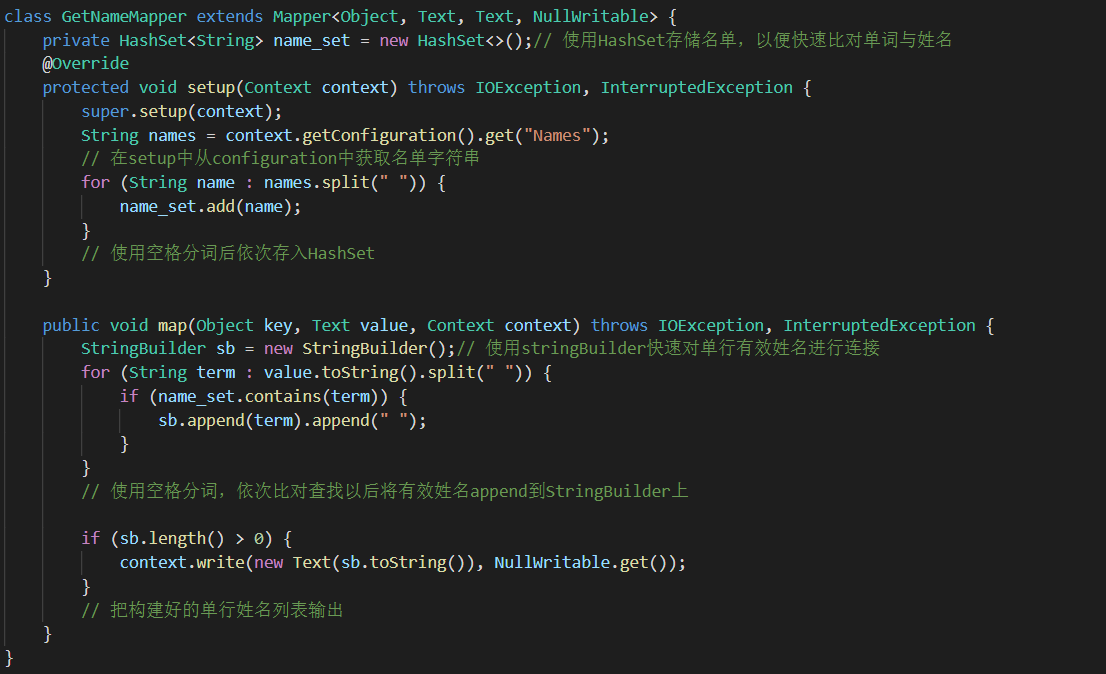 class GetNameMapper extends Mapper<Object, Text, Text, NullWritable> {
    private HashSet<String> name_set = new HashSet<>();// 使用HashSet存储名单，以便快速比对单词与姓名
    @Override
    protected void setup(Context context) throws IOException, InterruptedException {
        super.setup(context);
        String names = context.getConfiguration().get("Names");
        // 在setup中从configuration中获取名单字符串
        for (String name : names.split(" ")) {
            name_set.add(name);
        }
        // 使用空格分词后依次存入HashSet
    }

    public void map(Object key, Text value, Context context) throws IOException, InterruptedException {
        StringBuilder sb = new StringBuilder();// 使用stringBuilder快速对单行有效姓名进行连接
        for (String term : value.toString().split(" ")) {
            if (name_set.contains(term)) {
                sb.append(term).append(" ");
            }
        }
        // 使用空格分词，依次比对查找以后将有效姓名append到StringBuilder上

        if (sb.length() > 0) {
            context.write(new Text(sb.toString()), NullWritable.get());
        }
        // 把构建好的单行姓名列表输出
    }
}